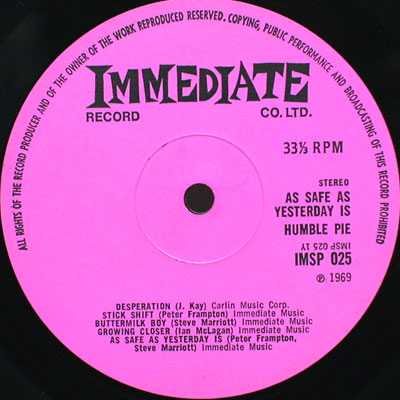 ALL RIGHTS OF THE RECORD PRODUCER AND OF THE OWNER OF THE WORK REPRODUCED RESERVED. COPYING, PUBLIC PERFORMANCE AND BROADCASTING OF THIS RECORD PROHIBITED
IMMEDIATE
RECORD CO. LTD.
33⅓ RPM
STEREO
AS SAFE AS
YESTERDAY IS
HUMBLE PIE
IMSP 025 1Y
IMSP 025
℗ 1969
DESPERATION (J. Kay) Carlin Music Corp.
STICK SHIFT (Peter Frampton) Immediate Music
BUTTERMILK BOY (Steve Marriott) Immediate Music
GROWING CLOSER (Ian McLagan) Immediate Music
AS SAFE AS YESTERDAY IS (Peter Frampton,
Steve Marriott) Immediate Music